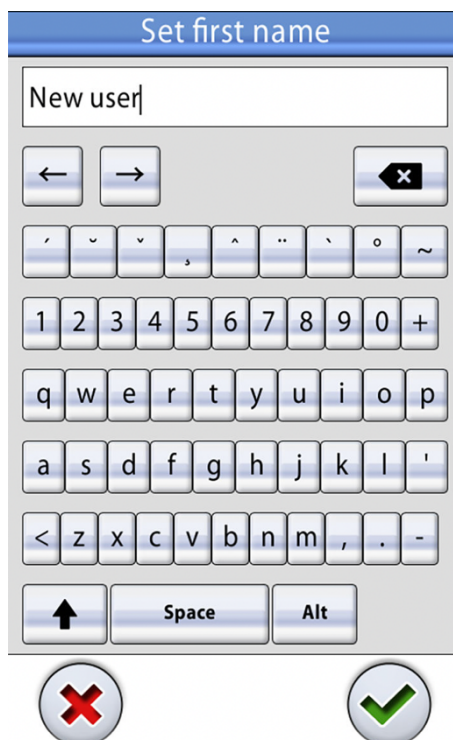 Set first name
New user
← →
´ ˘ ˇ ¸ ^ ¨ ` ° ~
1 2 3 4 5 6 7 8 9 0 +
q w e r t y u i o p
a s d f g h j k l '
< z x c v b n m , . -
Space Alt